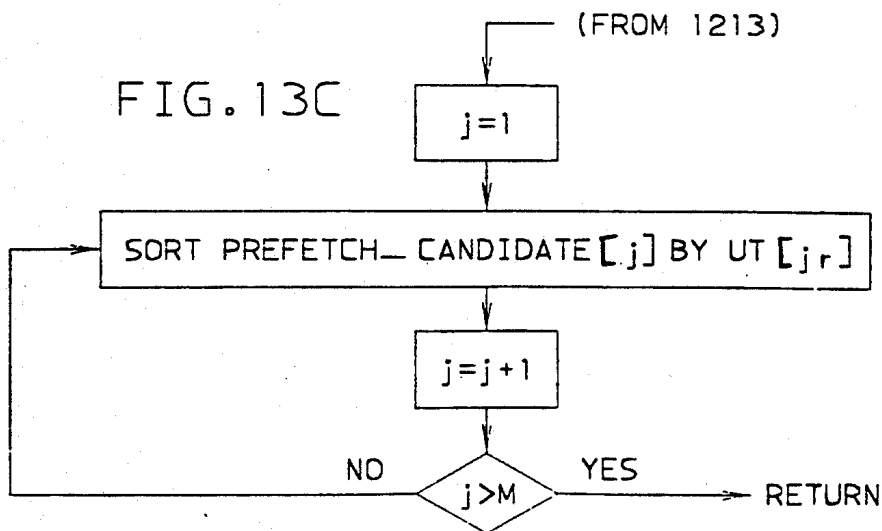 (FROM 1213)
FIG.13C
j=1
SORT PREFETCH_CANDIDATE[j] BY UT[jr]
j=j+1
NO
j>M
YES
RETURN